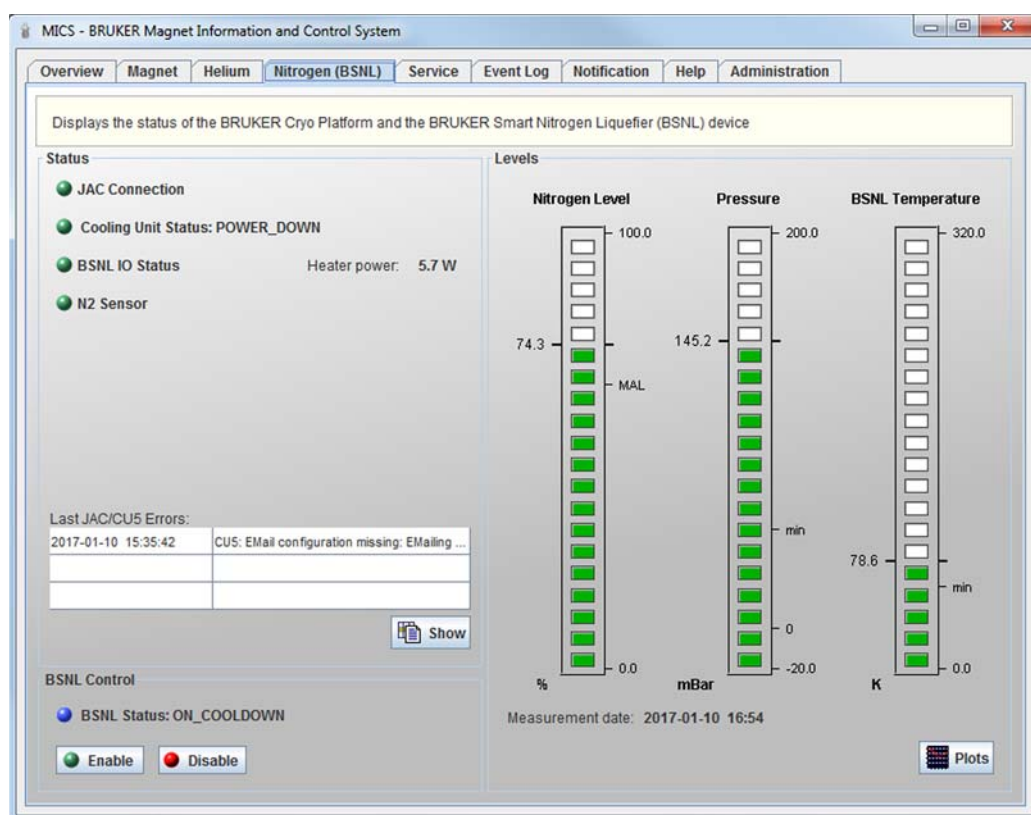 MICS - BRUKER Magnet Information and Control System
Overview Magnet Helium Nitrogen (BSNL) Service Event Log Notification Help Administration
Displays the status of the BRUKER Cryo Platform and the BRUKER Smart Nitrogen Liquefier (BSNL) device
Status
JAC Connection
Cooling Unit Status: POWER_DOWN
BSNL IO Status Heater power: 5.7 W
N2 Sensor
Last JAC/CU5 Errors:
2017-01-10 15:35:42 CU5: EMail configuration missing: EMailing ...
Show
BSNL Control
BSNL Status: ON_COOLDOWN
Enable Disable
Levels
Nitrogen Level Pressure BSNL Temperature
100.0 200.0 320.0
74.3 145.2
MAL
min
78.6
min
0
0.0 -20.0 0.0
% mBar K
Measurement date: 2017-01-10 16:54
Plots